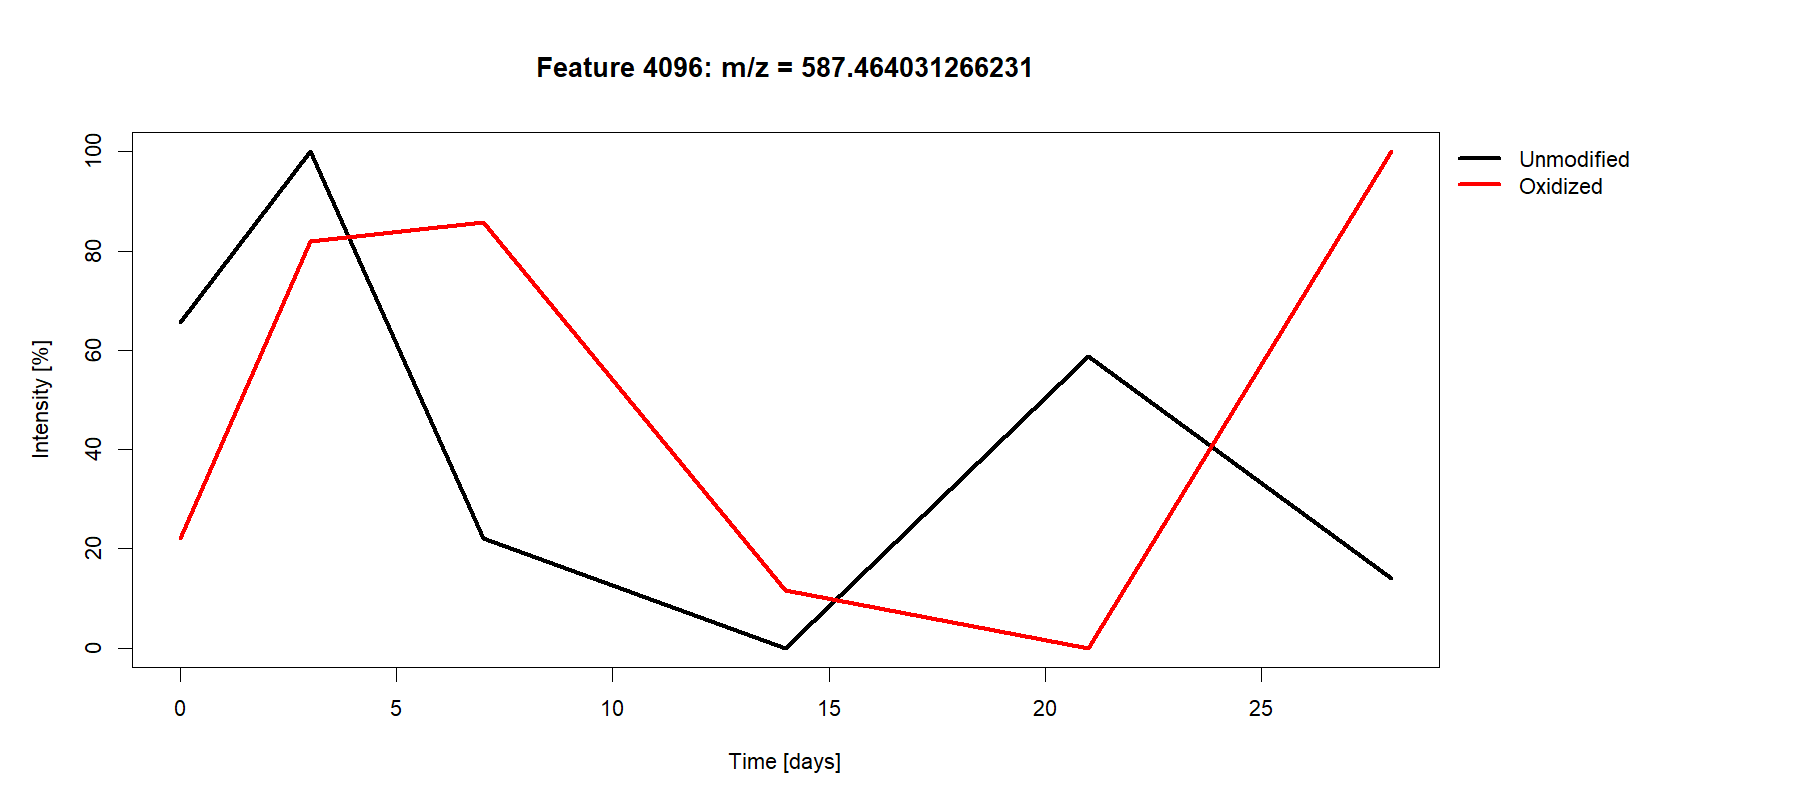 Feature 4096: m/z = 587.464031266231
Unmodified
Oxidized
Intensity [%]
100
80
60
40
20
0
0 5 10 15 20 25
Time [days]